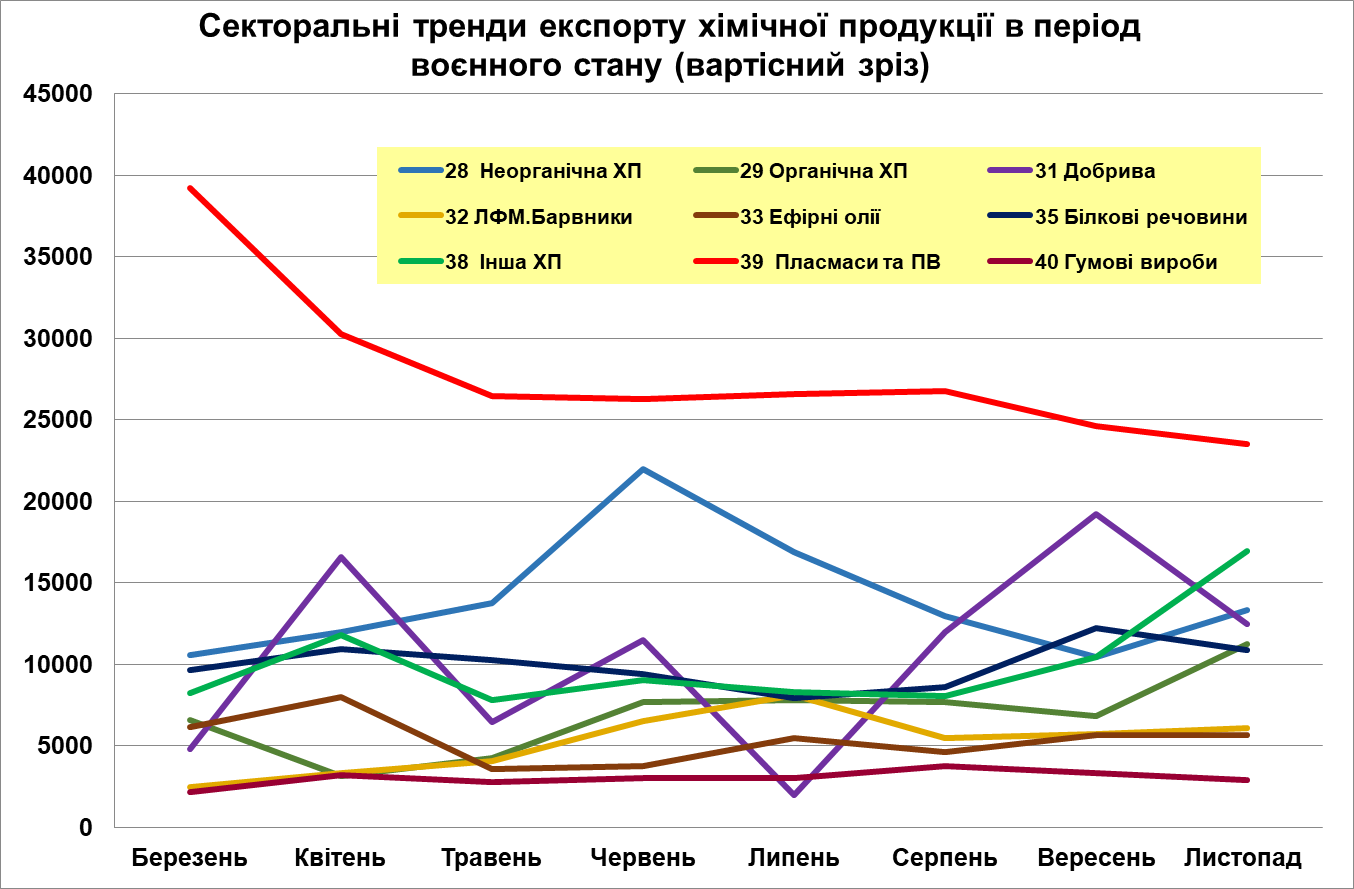 Секторальні тренди експорту хімічної продукції в період
воєнного стану (вартісний зріз)
45000
40000
35000
30000
25000
20000
15000
10000
5000
0
28 Неорганічна ХП
29 Органічна ХП
31 Добрива
32 ЛФМ.Барвники
33 Ефірні олії
35 Білкові речовини
38 Інша ХП
39 Пласмаси та ПВ
40 Гумові вироби
Березень Квітень Травень Червень Липень Серпень Вересень Листопад